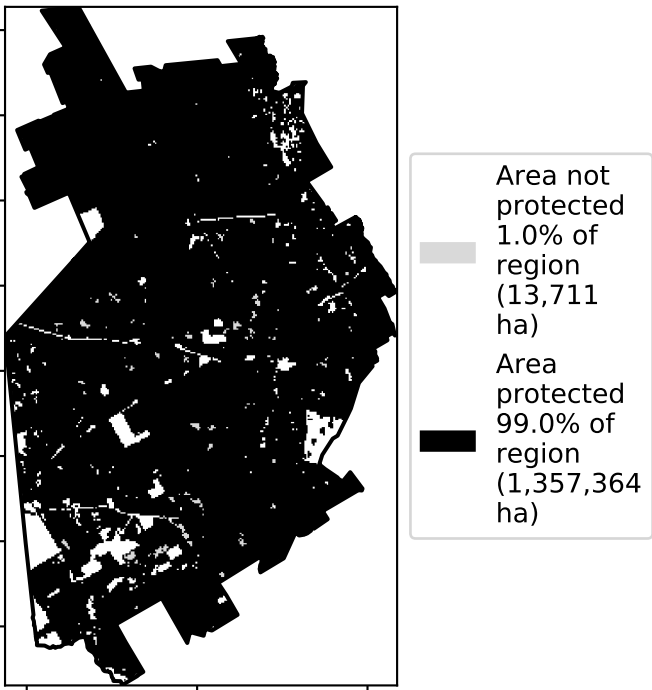 Area not
protected
1.0% of
region
(13,711
ha)
Area
protected
99.0% of
region
(1,357,364
ha)